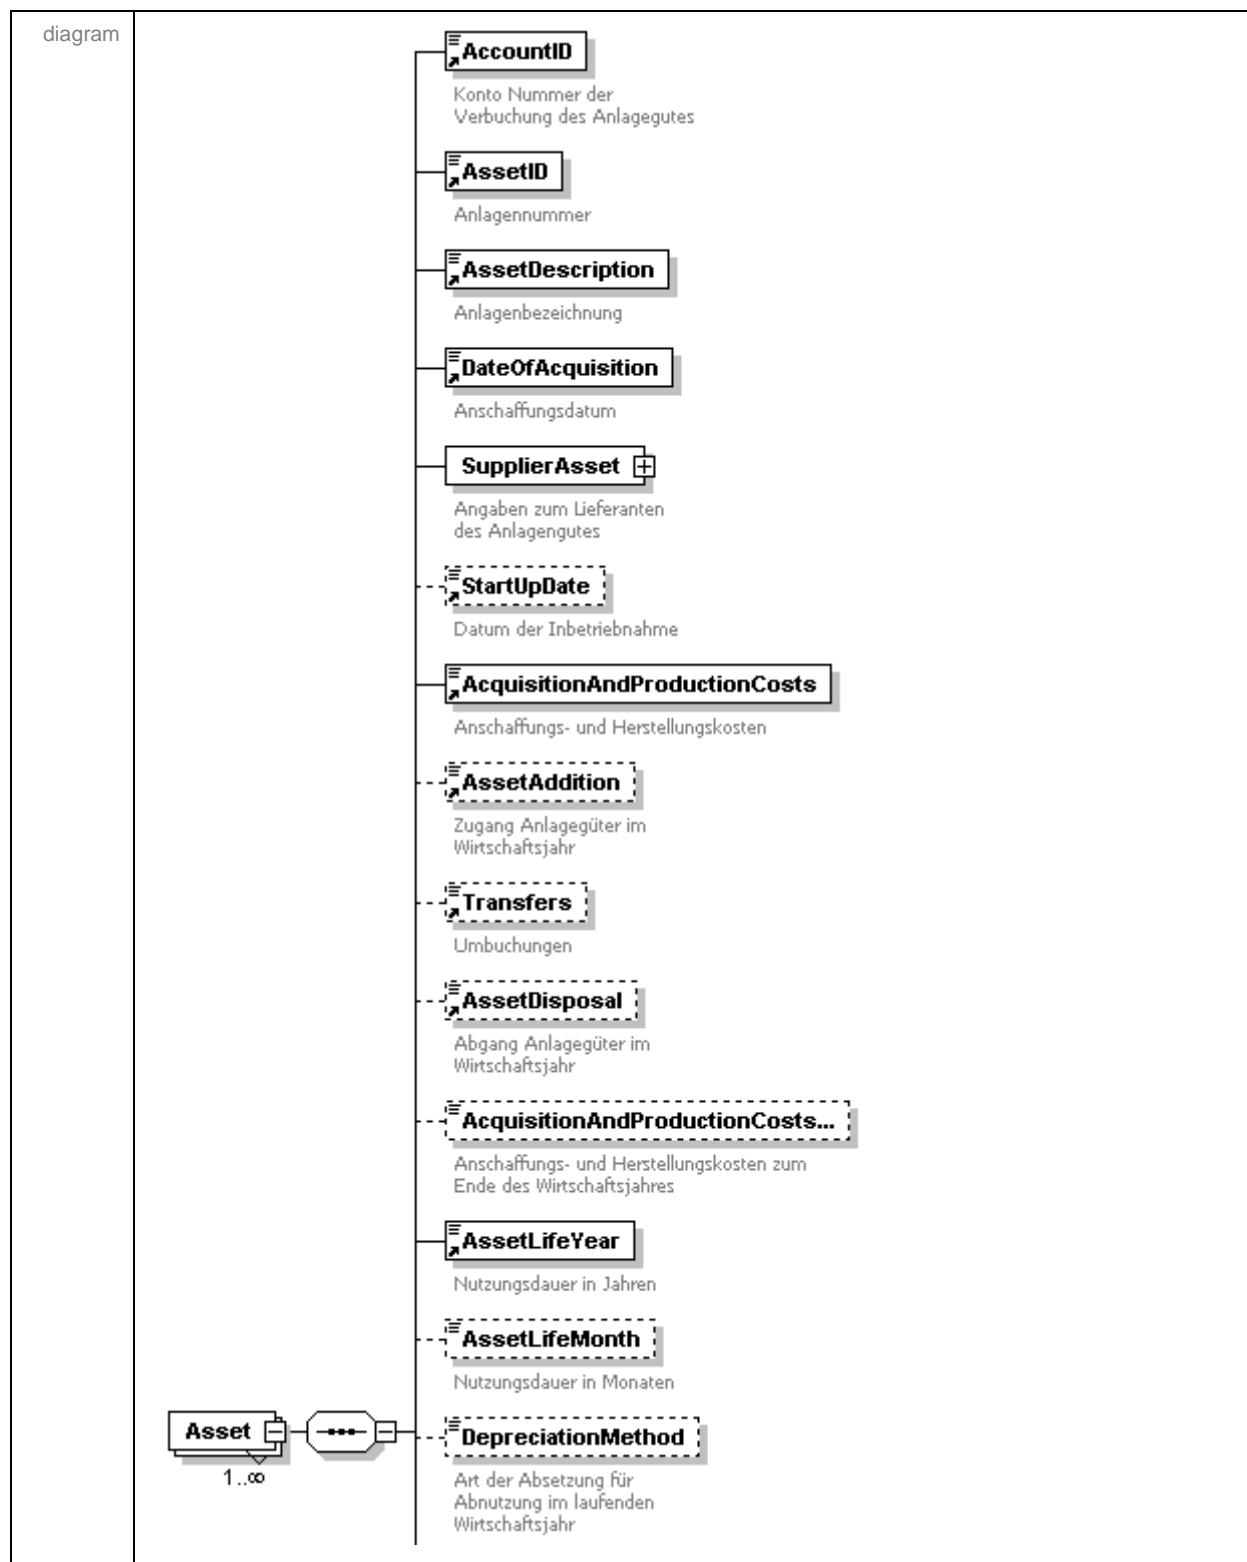 diagram
AccountID
Konto Nummer der
Verbuchung des Anlagegutes
AssetID
Anlagennummer
AssetDescription
Anlagenbezeichnung
DateOfAcquisition
Anschaffungsdatum
SupplierAsset
Angaben zum Lieferanten
des Anlagengutes
StartUpDate
Datum der Inbetriebnahme
AcquisitionAndProductionCosts
Anschaffungs- und Herstellungskosten
AssetAddition
Zugang Anlagegüter im
Wirtschaftsjahr
Transfers
Umbuchungen
AssetDisposal
Abgang Anlagegüter im
Wirtschaftsjahr
AcquisitionAndProductionCosts...
Anschaffungs- und Herstellungskosten zum
Ende des Wirtschaftsjahres
AssetLifeYear
Nutzungsdauer in Jahren
AssetLifeMonth
Nutzungsdauer in Monaten
Asset
1..∞
DepreciationMethod
Art der Absetzung für
Abnutzung im laufenden
Wirtschaftsjahr